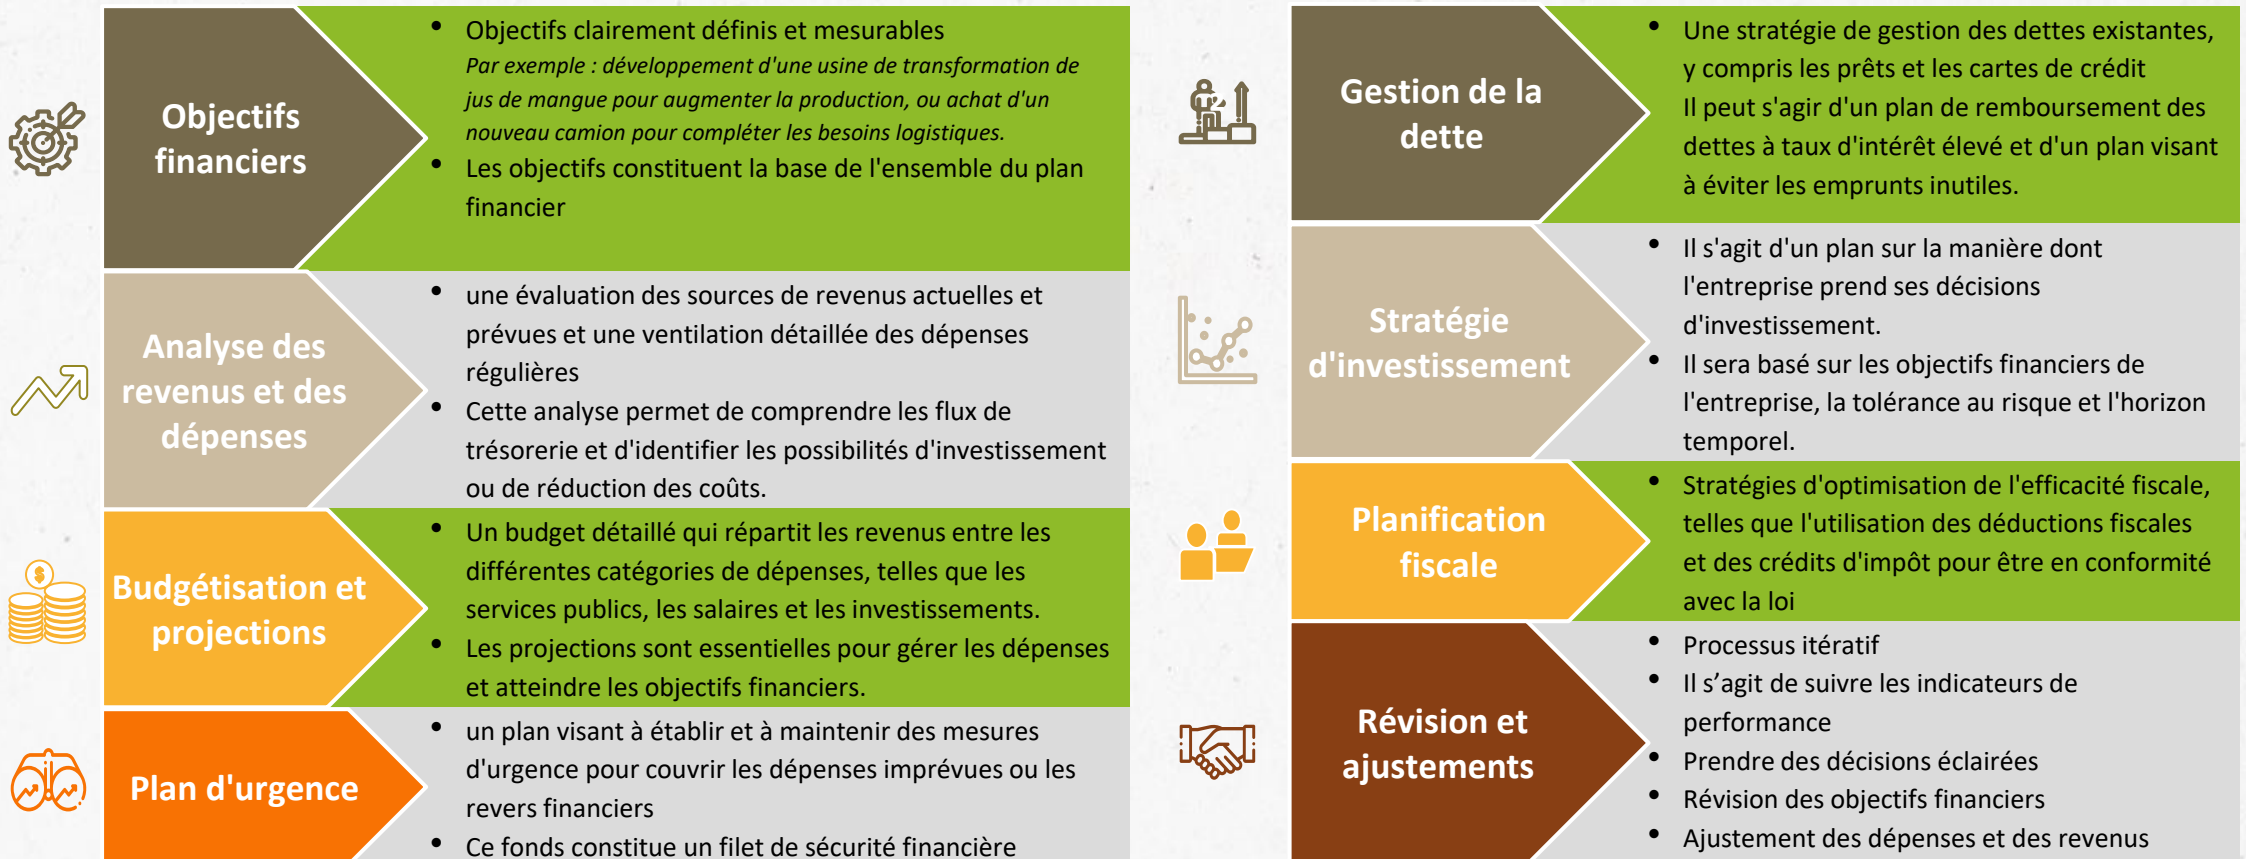 Objectifs
financiers
• Objectifs clairement définis et mesurables
Par exemple : développement d'une usine de transformation de
jus de mangue pour augmenter la production, ou achat d'un
nouveau camion pour compléter les besoins logistiques.
• Les objectifs constituent la base de l'ensemble du plan
financier
Analyse des
revenus et des
dépenses
• une évaluation des sources de revenus actuelles et
prévues et une ventilation détaillée des dépenses
régulières
• Cette analyse permet de comprendre les flux de
trésorerie et d'identifier les possibilités d'investissement
ou de réduction des coûts.
Budgétisation et
projections
• Un budget détaillé qui répartit les revenus entre les
différentes catégories de dépenses, telles que les
services publics, les salaires et les investissements.
• Les projections sont essentielles pour gérer les dépenses
et atteindre les objectifs financiers.
Plan d'urgence
• un plan visant à établir et à maintenir des mesures
d'urgence pour couvrir les dépenses imprévues ou les
revers financiers
• Ce fonds constitue un filet de sécurité financière
Gestion de la
dette
• Une stratégie de gestion des dettes existantes,
y compris les prêts et les cartes de crédit
Il peut s'agir d'un plan de remboursement des
dettes à taux d'intérêt élevé et d'un plan visant
à éviter les emprunts inutiles.
Stratégie
d'investissement
• Il s'agit d'un plan sur la manière dont
l'entreprise prend ses décisions
d'investissement.
• Il sera basé sur les objectifs financiers de
l'entreprise, la tolérance au risque et l'horizon
temporel.
Planification
fiscale
• Stratégies d'optimisation de l'efficacité fiscale,
telles que l'utilisation des déductions fiscales
et des crédits d'impôt pour être en conformité
avec la loi
Révision et
ajustements
• Processus itératif
• Il s’agit de suivre les indicateurs de
performance
• Prendre des décisions éclairées
• Révision des objectifs financiers
• Ajustement des dépenses et des revenus